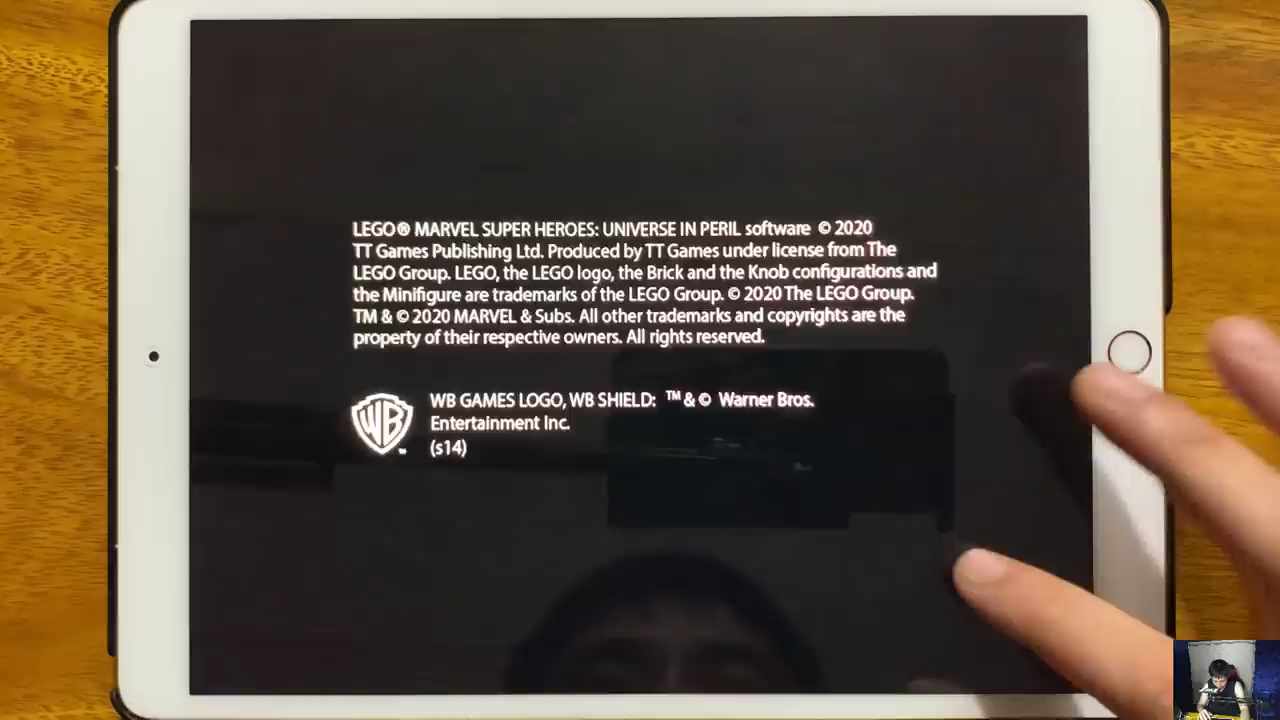 LEGO® MARVEL SUPER HEROES: UNIVERSE IN PERIL software © 2020
TT Games Publishing Ltd. Produced by TT Games under license from The
LEGO Group. LEGO, the LEGO logo, the Brick and the Knob configurations and
the Minifigure are trademarks of the LEGO Group. © 2020 The LEGO Group.
TM & © 2020 MARVEL & Subs. All other trademarks and copyrights are the
property of their respective owners. All rights reserved.
WB
WB GAMES LOGO, WB SHIELD: ™ & © Warner Bros.
Entertainment Inc.
(s14)